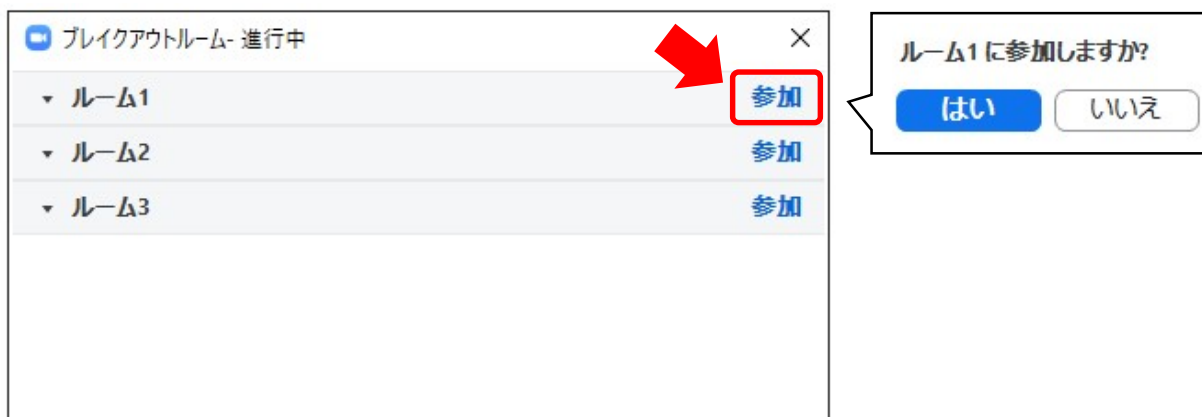 ブレイクアウトルーム- 進行中
ルーム1 参加
ルーム2 参加
ルーム3 参加
ルーム1 に参加しますか?
はい いいえ